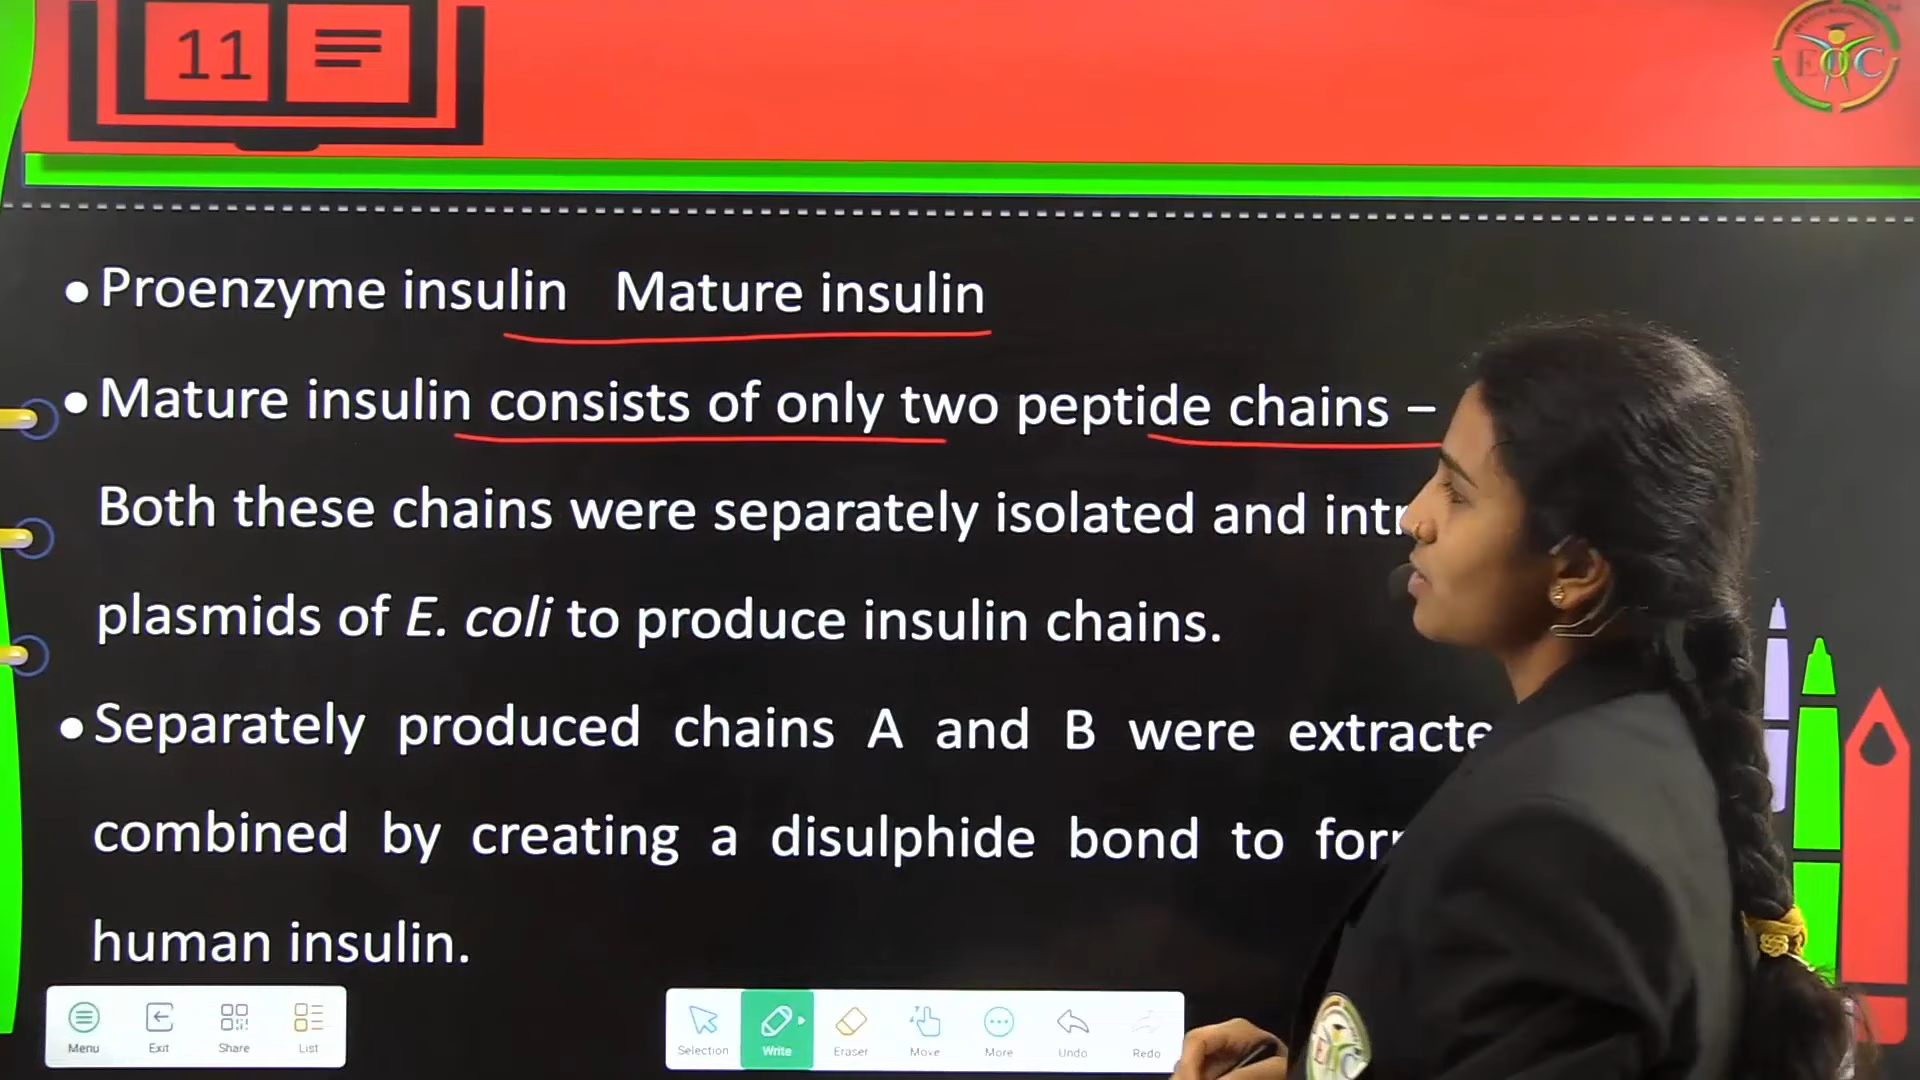 11
EOC
• Proenzyme insulin Mature insulin
• Mature insulin consists of only two peptide chains –
Both these chains were separately isolated and
plasmids of E. coli to produce insulin chains.
• Separately produced chains A and B were
combined by creating a disulphide bond to
human insulin.
Menu Exit Share List
Selection Write Eraser Move More Undo Redo